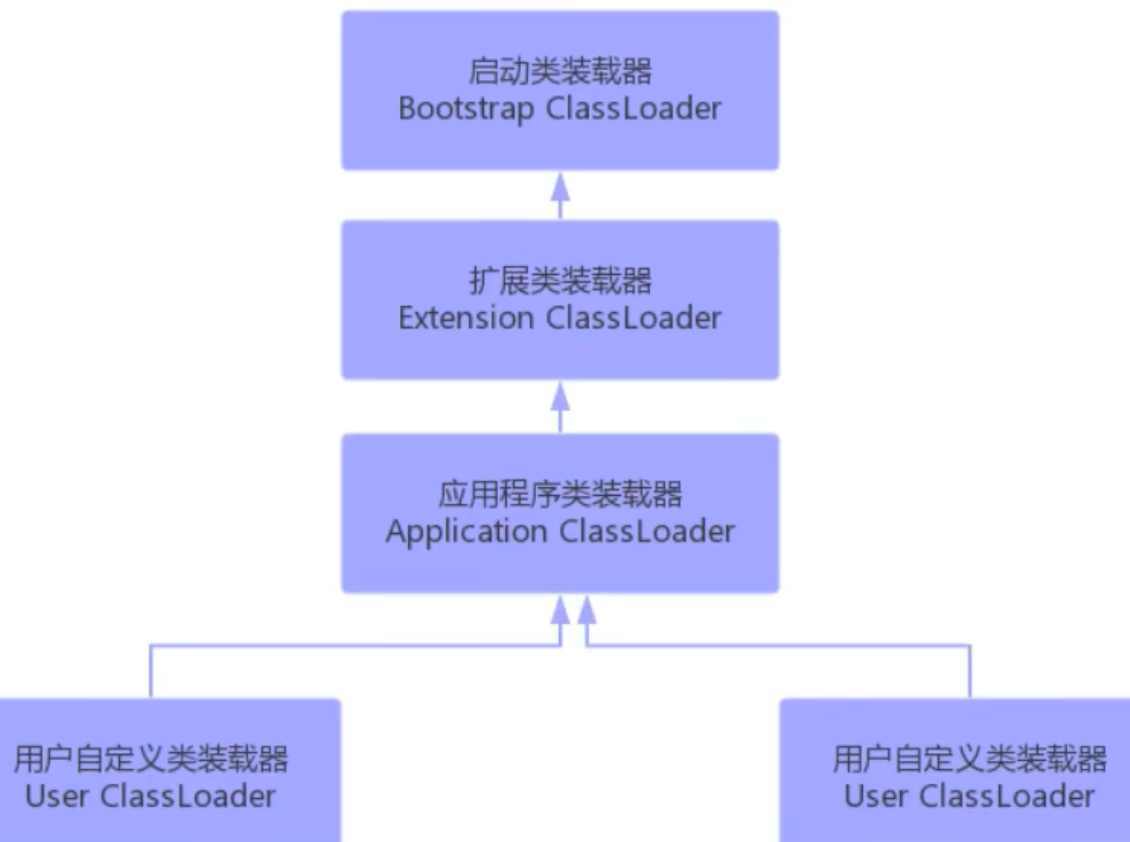 启动类装载器
Bootstrap ClassLoader
扩展类装载器
Extension ClassLoader
应用程序类装载器
Application ClassLoader
用户自定义类装载器
User ClassLoader
用户自定义类装载器
User ClassLoader